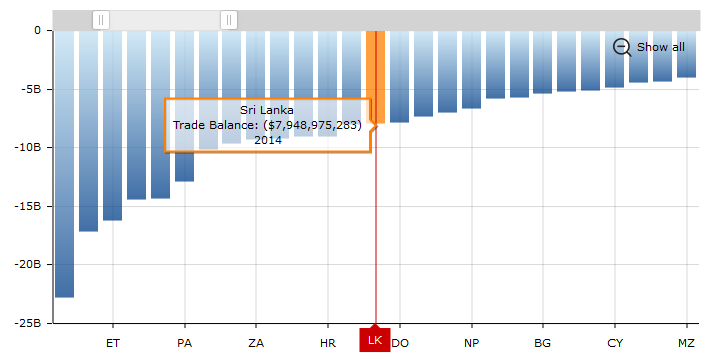 0
Show all
-5B
Sri Lanka
Trade Balance: ($7,948,975,283)
2014
-10B
-15B
-20B
-25B
ET PA ZA HR LK DO NP BG CY MZ